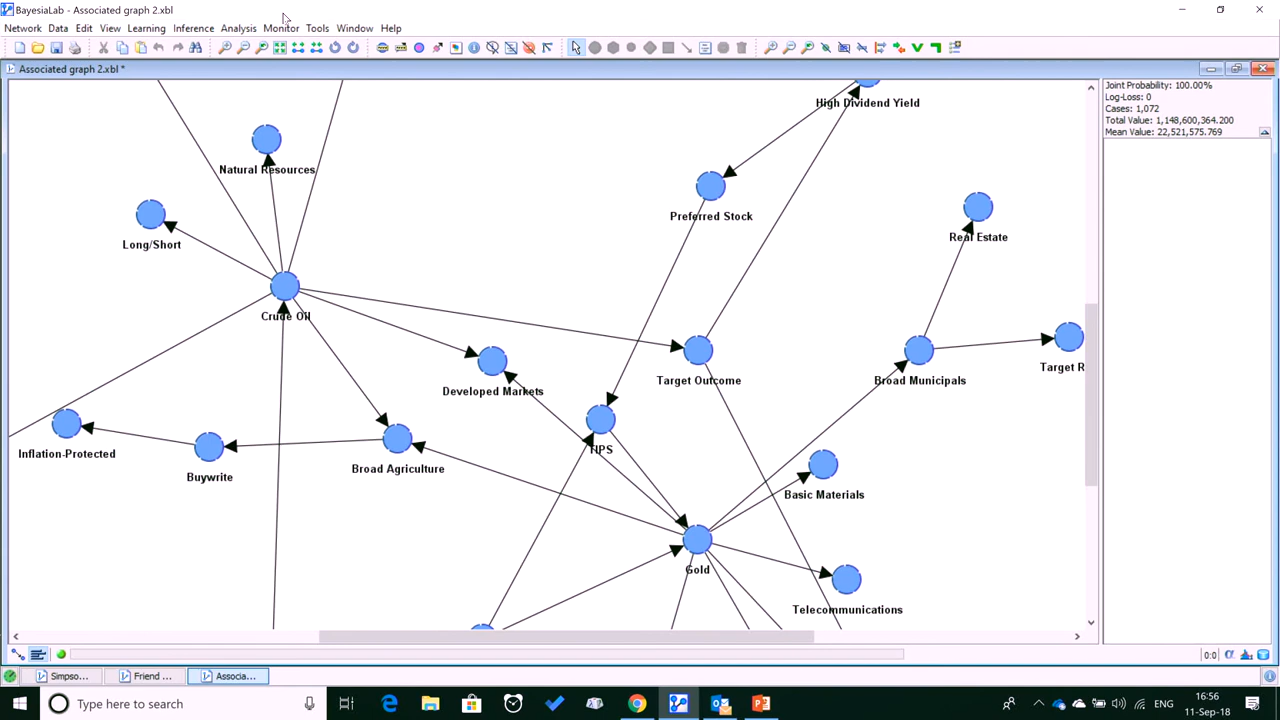 BayesiaLab - Associated graph 2.xbl
Network Data Edit View Learning Inference Analysis Monitor Tools Window Help
Associated graph 2.xbl *
Joint Probability: 100.00%
Log-Loss: 0
Cases: 1,072
Total Value: 1,148,600,364.200
Mean Value: 22,521,575.769
High Dividend Yield
Natural Resources
Preferred Stock
Real Estate
Long/Short
Crude Oil
Target R
Developed Markets
Target Outcome
Broad Municipals
Inflation-Protected
TIPS
Buywrite
Broad Agriculture
Basic Materials
Gold
Telecommunications
0:0
Simpso...
Friend ...
Associa...
Type here to search
ENG
16:56
11-Sep-18